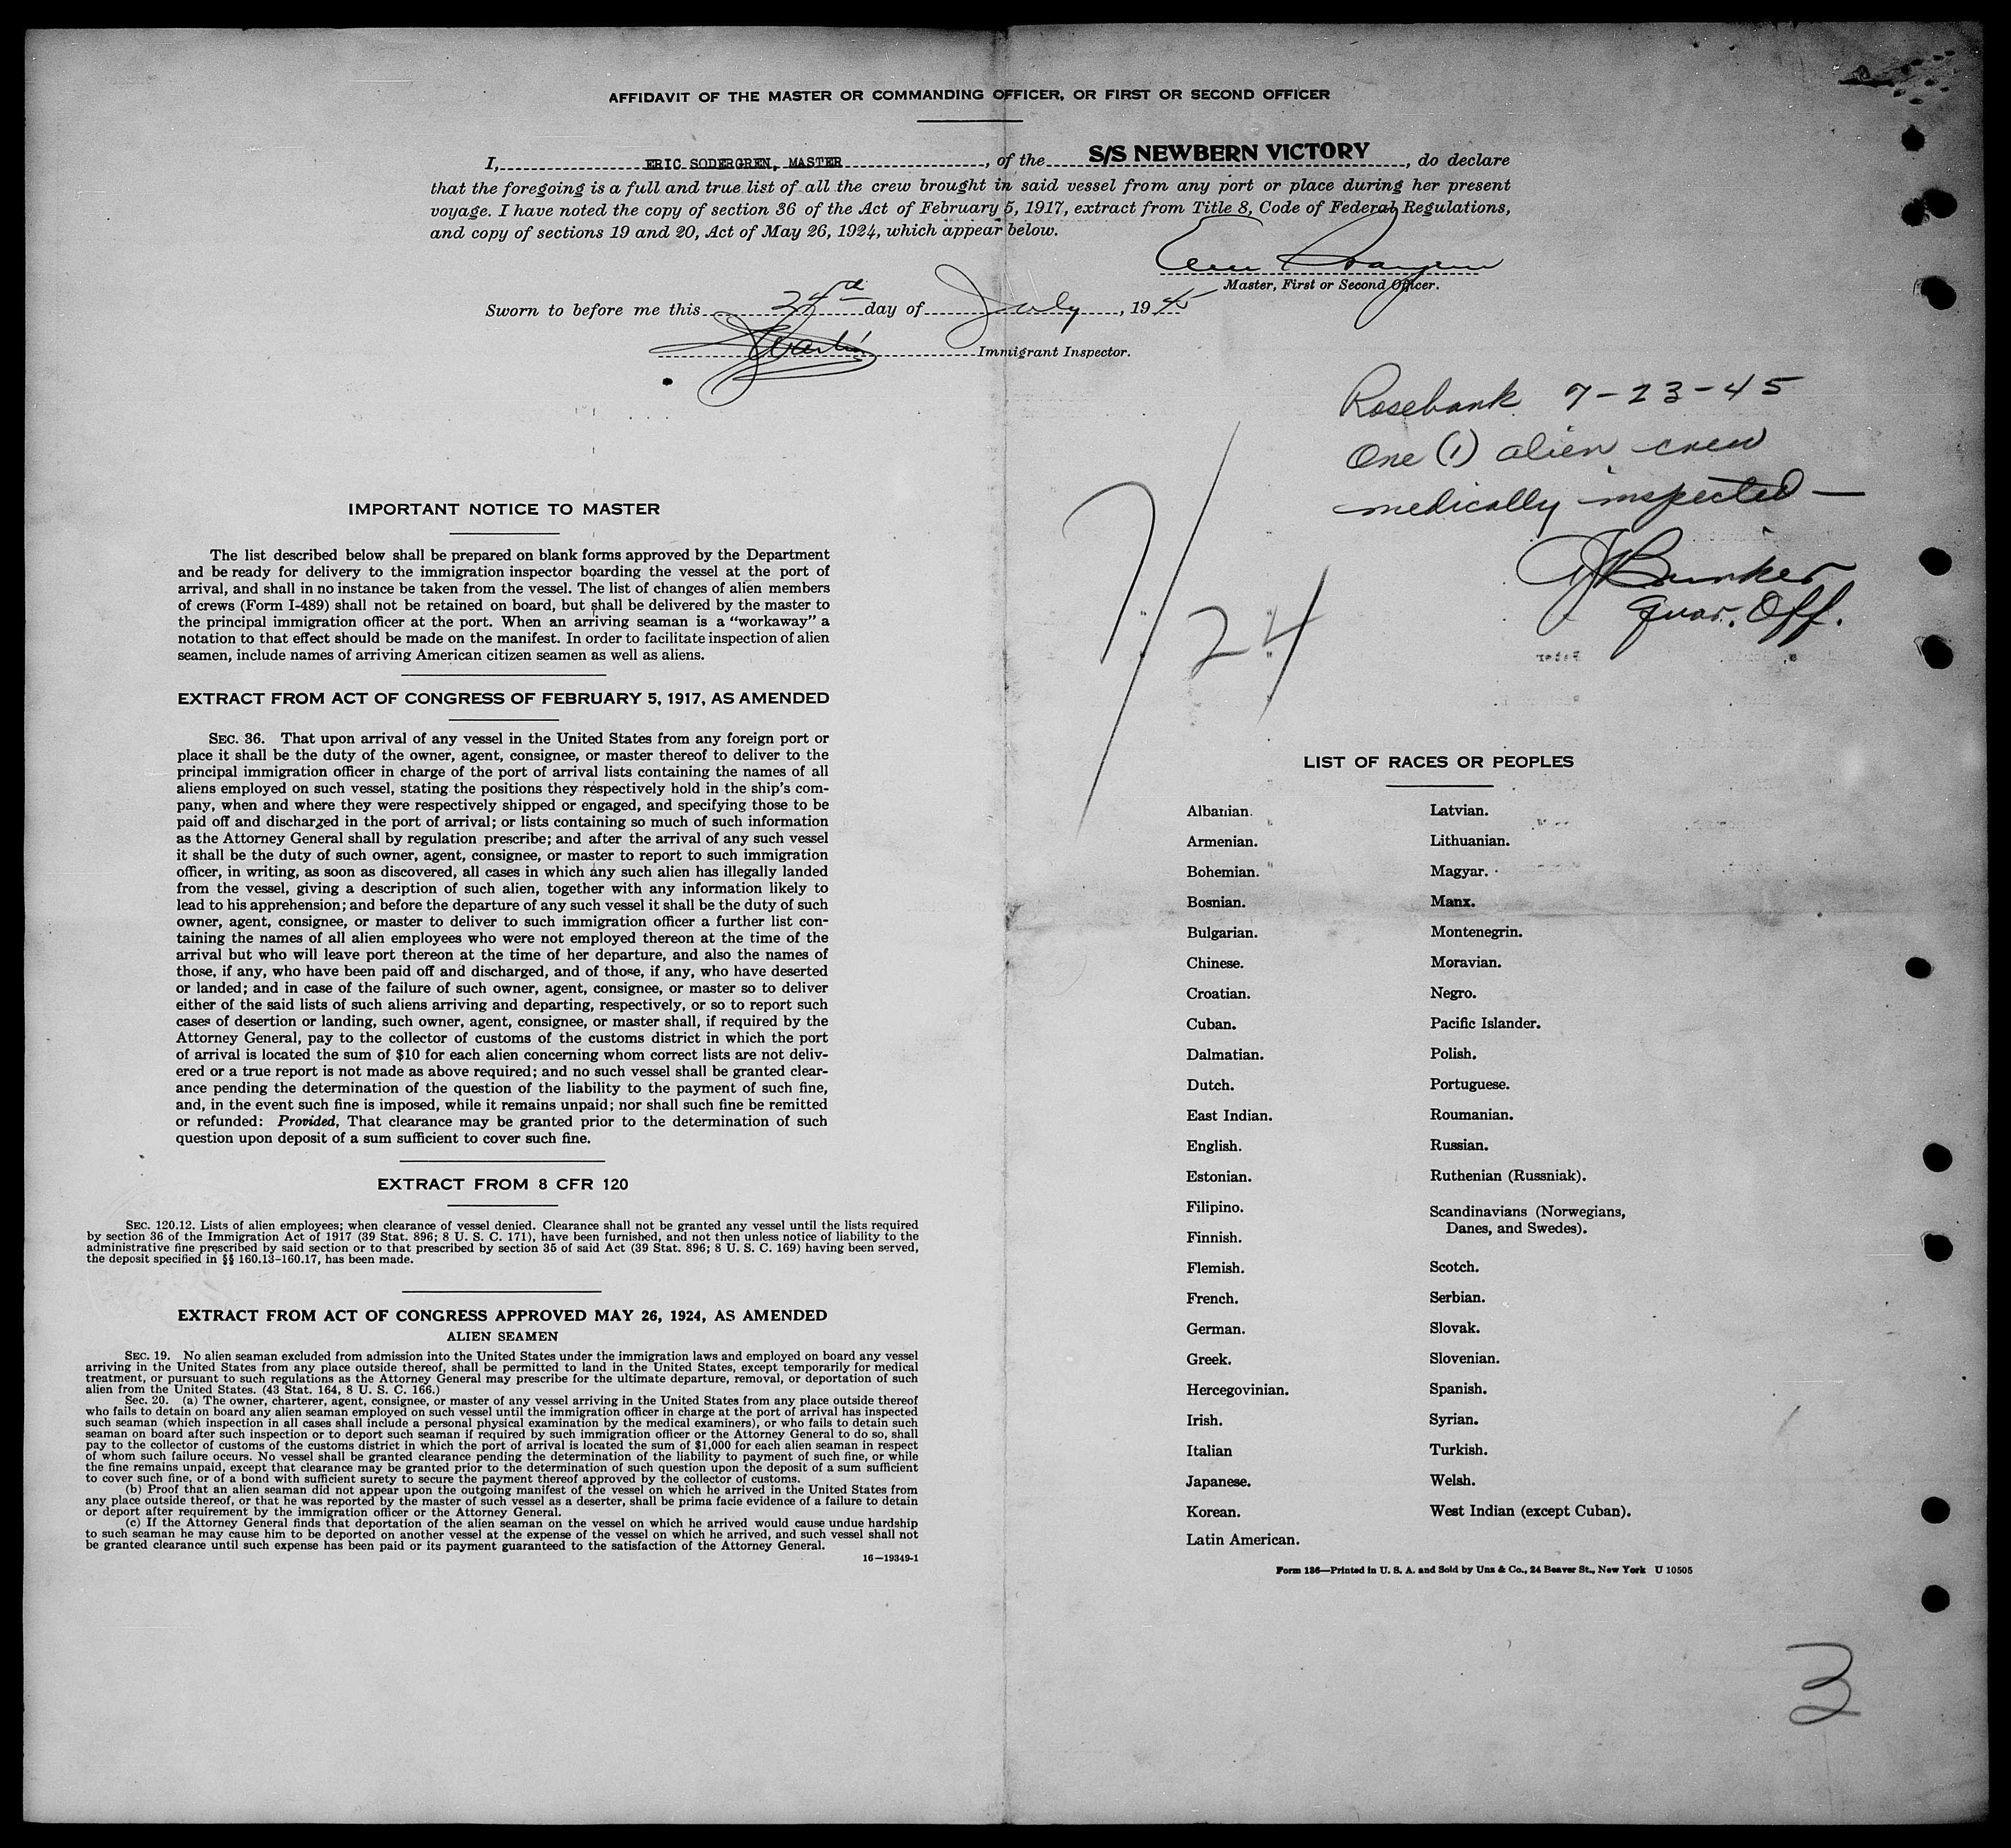 AFFIDAVIT OF THE MASTER OR COMMANDING OFFICER, OR FIRST OR SECOND OFFICER
I, ERIC SODERGREN, MASTER, of the S/S NEWBERN VICTORY, do declare
that the foregoing is a full and true list of all the crew brought in said vessel from any port or place during her present
voyage. I have noted the copy of section 36 of the Act of February 5, 1917, extract from Title 8, Code of Federal Regulations,
and copy of sections 19 and 20, Act of May 26, 1924, which appear below.
Master, First or Second Officer.
Sworn to before me this day of July, 1945
Immigrant Inspector.
Rosebank 7-23-45
One (1) alien crew
medically inspected —
Bunker
Quar. Off.
7/24
IMPORTANT NOTICE TO MASTER
The list described below shall be prepared on blank forms approved by the Department
and be ready for delivery to the immigration inspector boarding the vessel at the port of
arrival, and shall in no instance be taken from the vessel. The list of changes of alien members
of crews (Form I-489) shall not be retained on board, but shall be delivered by the master to
the principal immigration officer at the port. When an arriving seaman is a "workaway" a
notation to that effect should be made on the manifest. In order to facilitate inspection of alien
seamen, include names of arriving American citizen seamen as well as aliens.
EXTRACT FROM ACT OF CONGRESS OF FEBRUARY 5, 1917, AS AMENDED
SEC. 36. That upon arrival of any vessel in the United States from any foreign port or
place it shall be the duty of the owner, agent, consignee, or master thereof to deliver to the
principal immigration officer in charge of the port of arrival lists containing the names of all
aliens employed on such vessel, stating the positions they respectively hold in the ship's com-
pany, when and where they were respectively shipped or engaged, and specifying those to be
paid off and discharged in the port of arrival; or lists containing so much of such information
as the Attorney General shall by regulation prescribe; and after the arrival of any such vessel
it shall be the duty of such owner, agent, consignee, or master to report to such immigration
officer, in writing, as soon as discovered, all cases in which any such alien has illegally landed
from the vessel, giving a description of such alien, together with any information likely to
lead to his apprehension; and before the departure of any such vessel it shall be the duty of such
owner, agent, consignee, or master to deliver to such immigration officer a further list con-
taining the names of all alien employees who were not employed thereon at the time of the
arrival but who will leave port thereon at the time of her departure, and also the names of
those, if any, who have been paid off and discharged, and of those, if any, who have deserted
or landed; and in case of the failure of such owner, agent, consignee, or master so to deliver
either of the said lists of such aliens arriving and departing, respectively, or so to report such
cases of desertion or landing, such owner, agent, consignee, or master shall, if required by the
Attorney General, pay to the collector of customs of the customs district in which the port
of arrival is located the sum of $10 for each alien concerning whom correct lists are not deliv-
ered or a true report is not made as above required; and no such vessel shall be granted clear-
ance pending the determination of the question of the liability to the payment of such fine,
and, in the event such fine is imposed, while it remains unpaid; nor shall such fine be remitted
or refunded: Provided, That clearance may be granted prior to the determination of such
question upon deposit of a sum sufficient to cover such fine.
EXTRACT FROM 8 CFR 120
SEC. 120.12. Lists of alien employees; when clearance of vessel denied. Clearance shall not be granted any vessel until the lists required
by section 36 of the Immigration Act of 1917 (39 Stat. 896; 8 U. S. C. 171), have been furnished, and not then unless notice of liability to the
administrative fine prescribed by said section or to that prescribed by section 35 of said Act (39 Stat. 896; 8 U. S. C. 169) having been served,
the deposit specified in §§ 160.13–160.17, has been made.
EXTRACT FROM ACT OF CONGRESS APPROVED MAY 26, 1924, AS AMENDED
ALIEN SEAMEN
SEC. 19. No alien seaman excluded from admission into the United States under the immigration laws and employed on board any vessel
arriving in the United States from any place outside thereof, shall be permitted to land in the United States, except temporarily for medical
treatment, or pursuant to such regulations as the Attorney General may prescribe for the ultimate departure, removal, or deportation of such
alien from the United States. (43 Stat. 164, 8 U. S. C. 166.)
Sec. 20. (a) The owner, charterer, agent, consignee, or master of any vessel arriving in the United States from any place outside thereof
who fails to detain on board any alien seaman employed on such vessel until the immigration officer in charge at the port of arrival has inspected
such seaman (which inspection in all cases shall include a personal physical examination by the medical examiners), or who fails to detain such
seaman on board after such inspection or to deport such seaman if required by such immigration officer or the Attorney General to do so, shall
pay to the collector of customs of the customs district in which the port of arrival is located the sum of $1,000 for each alien seaman in respect
of whom such failure occurs. No vessel shall be granted clearance pending the determination of the liability to payment of such fine, or while
the fine remains unpaid, except that clearance may be granted prior to the determination of such question upon the deposit of a sum sufficient
to cover such fine, or of a bond with sufficient surety to secure the payment thereof approved by the collector of customs.
(b) Proof that an alien seaman did not appear upon the outgoing manifest of the vessel on which he arrived in the United States from
any place outside thereof, or that he was reported by the master of such vessel as a deserter, shall be prima facie evidence of a failure to detain
or deport after requirement by the immigration officer or the Attorney General.
(c) If the Attorney General finds that deportation of the alien seaman on the vessel on which he arrived would cause undue hardship
to such seaman he may cause him to be deported on another vessel at the expense of the vessel on which he arrived, and such vessel shall not
be granted clearance until such expense has been paid or its payment guaranteed to the satisfaction of the Attorney General.
16—19349-1
LIST OF RACES OR PEOPLES
Albanian.
Armenian.
Bohemian.
Bosnian.
Bulgarian.
Chinese.
Croatian.
Cuban.
Dalmatian.
Dutch.
East Indian.
English.
Estonian.
Filipino.
Finnish.
Flemish.
French.
German.
Greek.
Hercegovinian.
Irish.
Italian
Japanese.
Korean.
Latin American.
Latvian.
Lithuanian.
Magyar.
Manx.
Montenegrin.
Moravian.
Negro.
Pacific Islander.
Polish.
Portuguese.
Roumanian.
Russian.
Ruthenian (Russniak).
Scandinavians (Norwegians,
Danes, and Swedes).
Scotch.
Serbian.
Slovak.
Slovenian.
Spanish.
Syrian.
Turkish.
Welsh.
West Indian (except Cuban).
Form 136—Printed in U. S. A. and Sold by Unz & Co., 24 Beaver St., New York U 10505
3